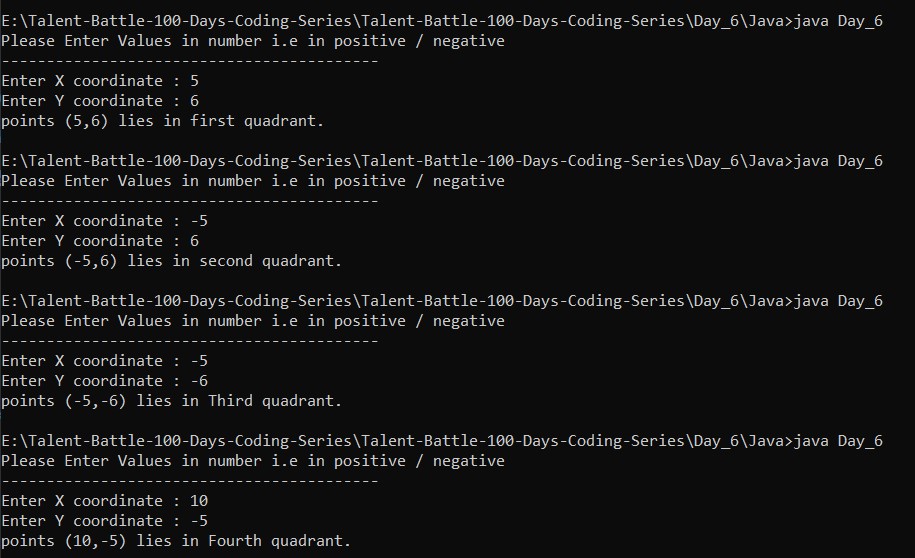 E:\Talent-Battle-100-Days-Coding-Series\Talent-Battle-100-Days-Coding-Series\Day_6\Java>java Day_6
Please Enter Values in number i.e in positive / negative
------------------------------------------
Enter X coordinate : 5
Enter Y coordinate : 6
points (5,6) lies in first quadrant.
E:\Talent-Battle-100-Days-Coding-Series\Talent-Battle-100-Days-Coding-Series\Day_6\Java>java Day_6
Please Enter Values in number i.e in positive / negative
------------------------------------------
Enter X coordinate : -5
Enter Y coordinate : 6
points (-5,6) lies in second quadrant.
E:\Talent-Battle-100-Days-Coding-Series\Talent-Battle-100-Days-Coding-Series\Day_6\Java>java Day_6
Please Enter Values in number i.e in positive / negative
------------------------------------------
Enter X coordinate : -5
Enter Y coordinate : -6
points (-5,-6) lies in Third quadrant.
E:\Talent-Battle-100-Days-Coding-Series\Talent-Battle-100-Days-Coding-Series\Day_6\Java>java Day_6
Please Enter Values in number i.e in positive / negative
------------------------------------------
Enter X coordinate : 10
Enter Y coordinate : -5
points (10,-5) lies in Fourth quadrant.